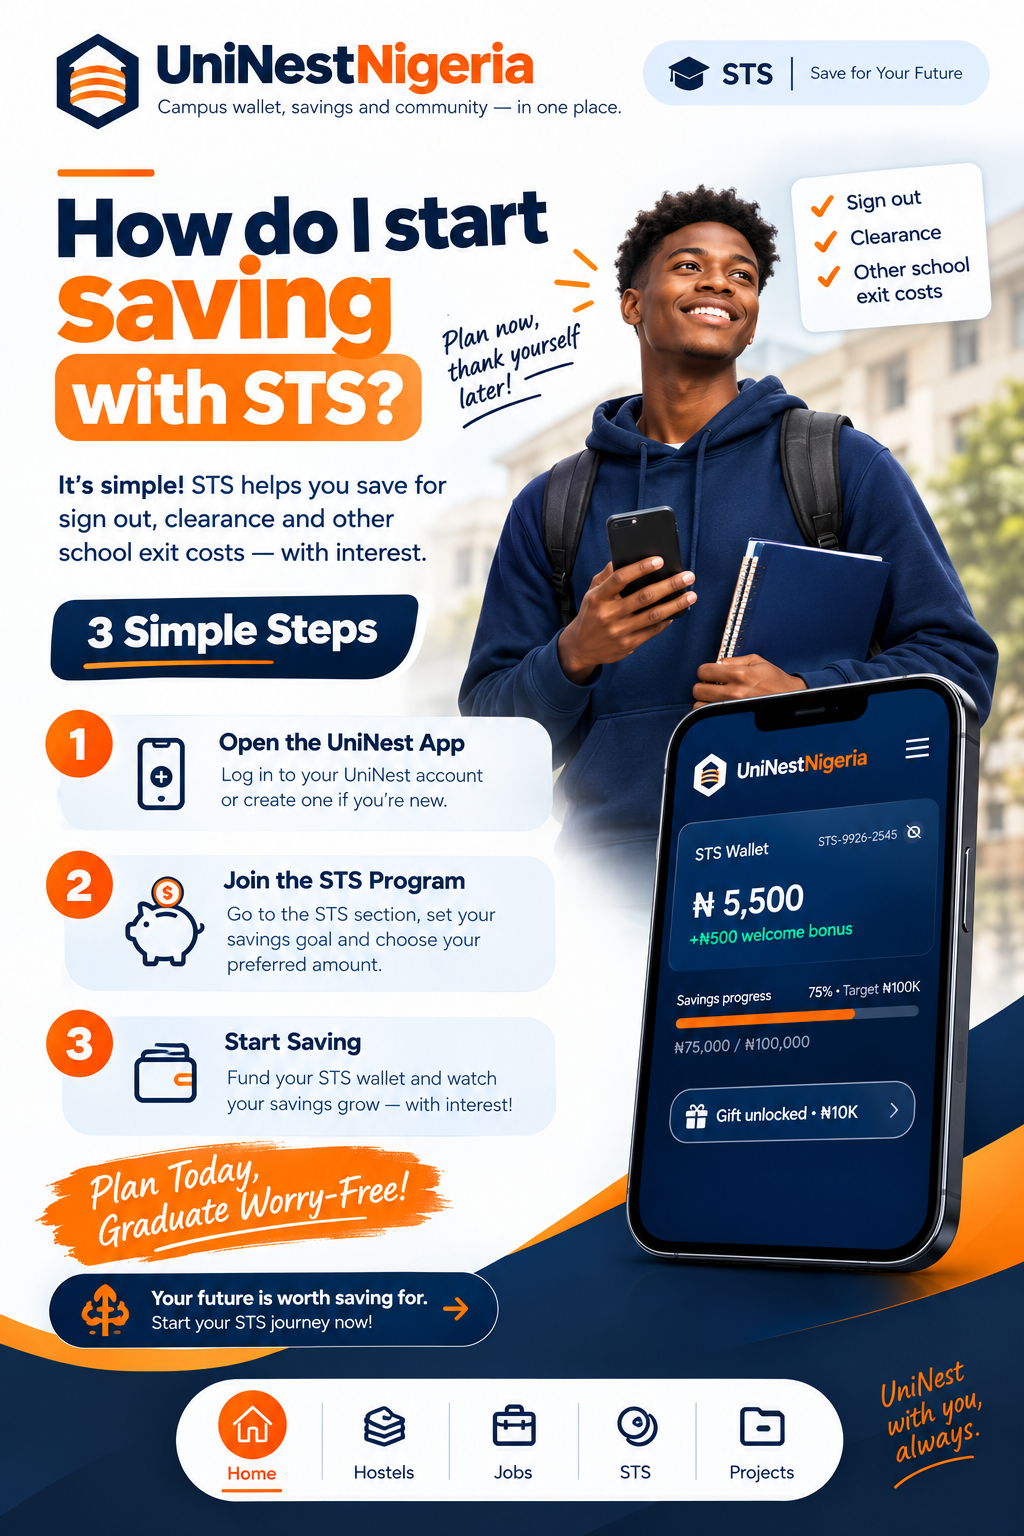 UniNestNigeria
Campus wallet, savings and community — in one place.
STS | Save for Your Future
How do I start
saving
with STS?
Plan now,
thank yourself
later!
Sign out
Clearance
Other school
exit costs
It's simple! STS helps you save for
sign out, clearance and other
school exit costs — with interest.
3 Simple Steps
1
Open the UniNest App
Log in to your UniNest account
or create one if you're new.
2
$
Join the STS Program
Go to the STS section, set your
savings goal and choose your
preferred amount.
3
Start Saving
Fund your STS wallet and watch
your savings grow — with interest!
UniNestNigeria
STS Wallet
STS-9926-2545
₦ 5,500
+₦500 welcome bonus
Savings progress
75% • Target ₦100K
₦75,000 / ₦100,000
Gift unlocked • ₦10K
Plan Today,
Graduate Worry-Free!
Your future is worth saving for.
Start your STS journey now!
UniNest
with you,
always.
Home
Hostels
Jobs
STS
Projects